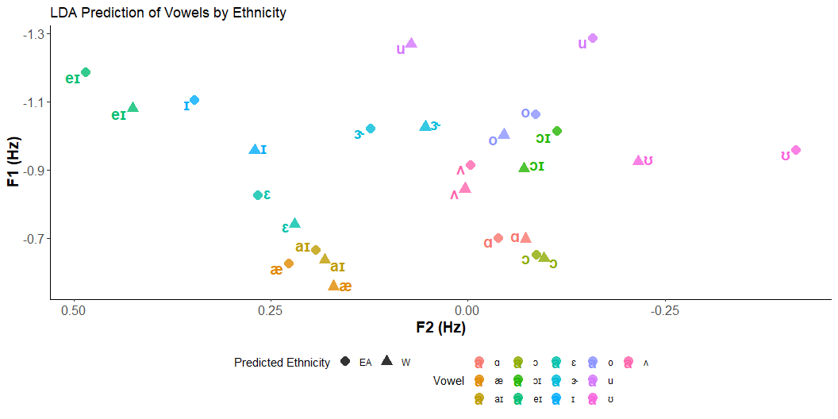 LDA Prediction of Vowels by Ethnicity
-1.3
u
u
eɪ
-1.1
eɪ
ɪ
ɝ
ɝ
o
o
ɔɪ
F1 (Hz)
ɪ
ɔɪ
ʊ
ʊ
-0.9
ʌ
ʌ
ɛ
ɛ
-0.7
aɪ
aɪ
ɑ
ɑ
æ
æ
ɔ
ɔ
0.50 0.25 0.00 -0.25
F2 (Hz)
Predicted Ethnicity EA W
Vowel
ɑ ɔ ɛ o ʌ
æ ɔɪ ɝ u
aɪ eɪ ɪ ʊ